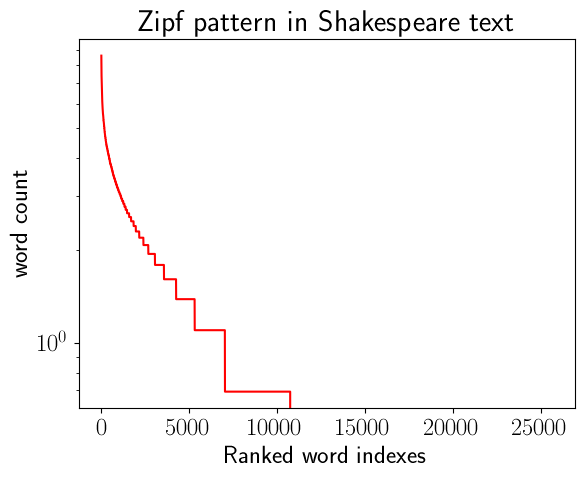 Zipf pattern in Shakespeare text
word count
10^0
0 5000 10000 15000 20000 25000
Ranked word indexes